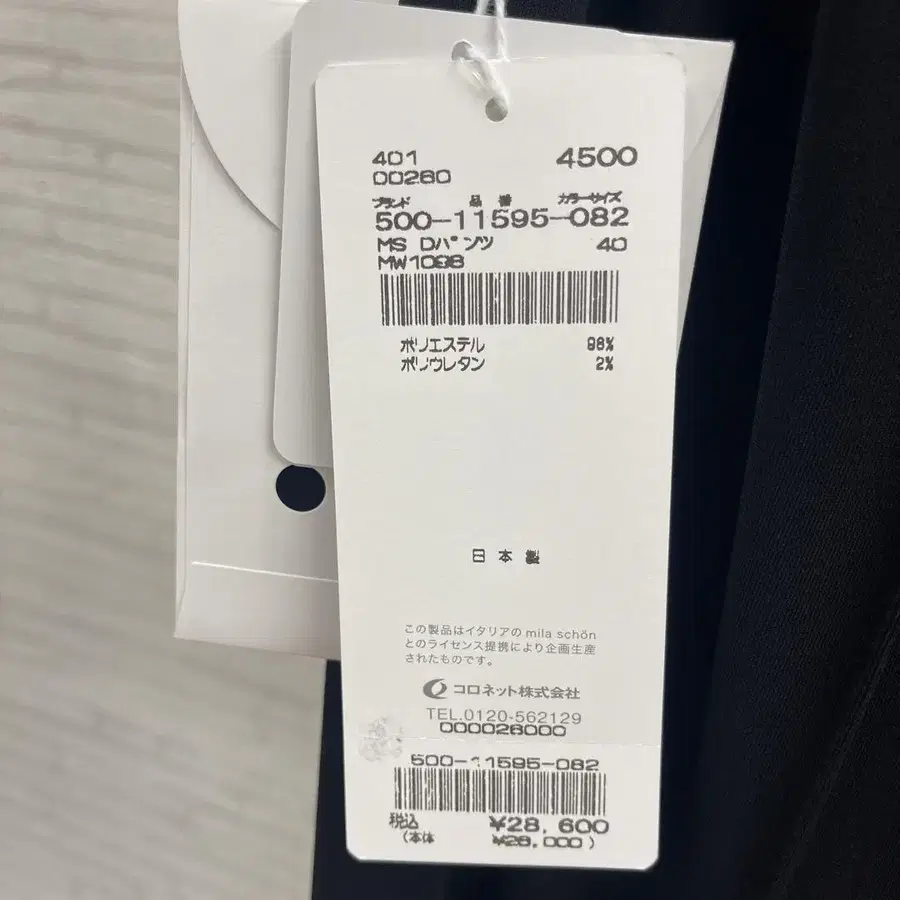 401 4500
00260
ブランド 品番 カラーサイズ
500-11595-082
MS Dパンツ 40
MW1098
ポリエステル 98%
ポリウレタン 2%
日本製
この製品はイタリアのmila schön
とのライセンス提携により企画生産
されたものです。
コロネット株式会社
TEL.0120-562129
000026000
500-11595-082
税込 ¥28,600
(本体 ¥26,000)